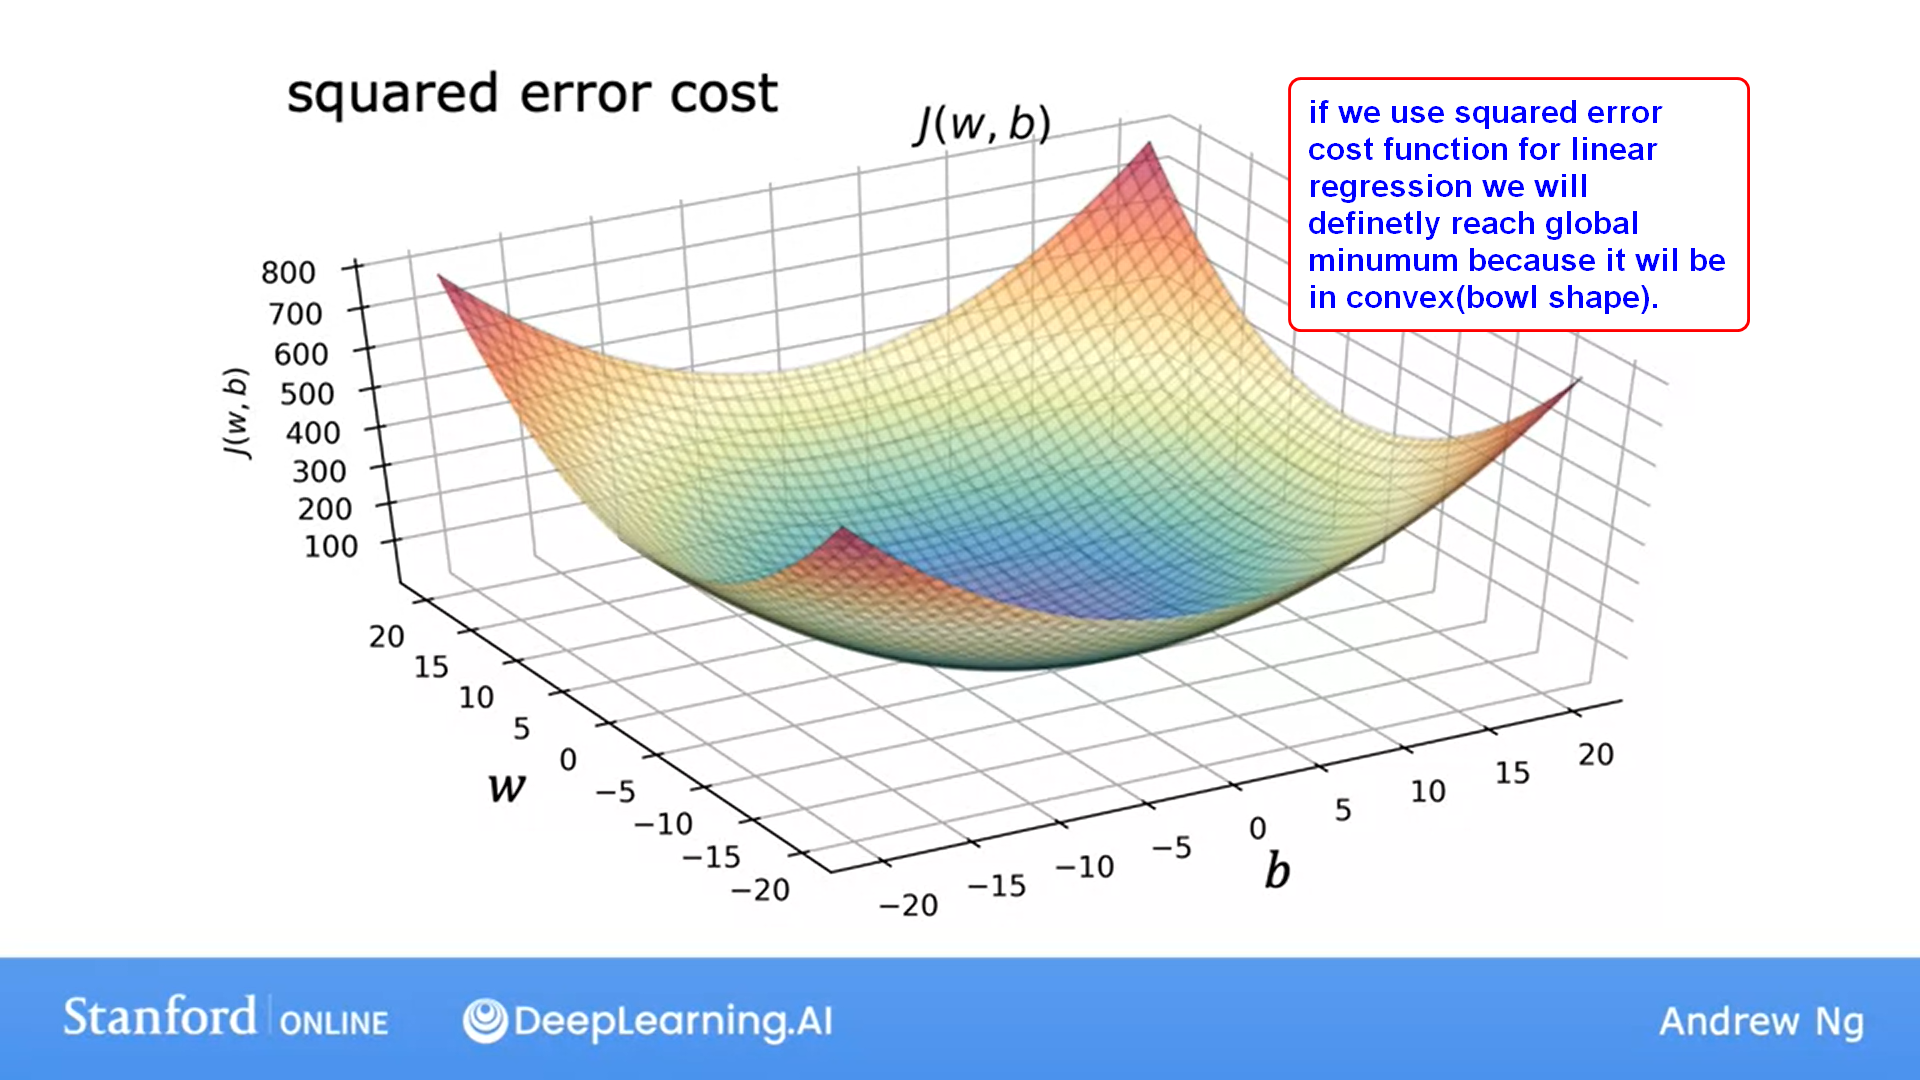 squared error cost
J(w, b)
if we use squared error
cost function for linear
regression we will
definetly reach global
minumum because it wil be
in convex(bowl shape).
J(w, b)
800
700
600
500
400
300
200
100
20
15
10
5
0
−5
−10
−15
−20
w
−20
−15
−10
−5
0
5
10
15
20
b
Stanford ONLINE
DeepLearning.AI
Andrew Ng